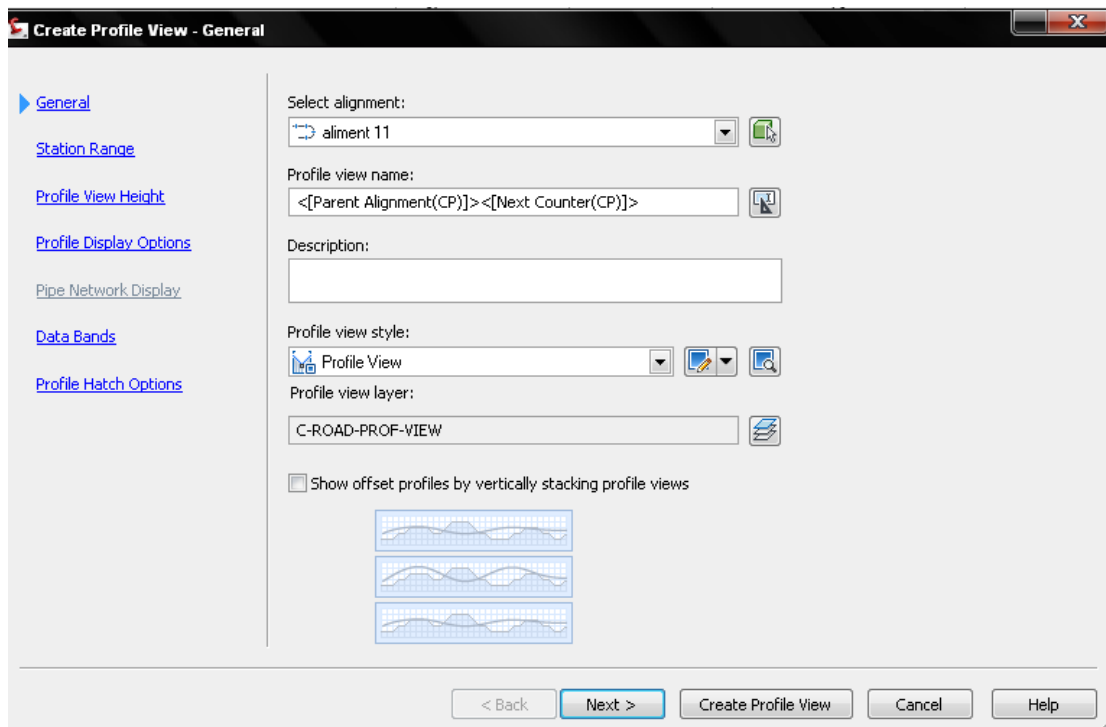 Create Profile View - General
General
Station Range
Profile View Height
Profile Display Options
Pipe Network Display
Data Bands
Profile Hatch Options
Select alignment:
aliment 11
Profile view name:
<[Parent Alignment(CP)]><[Next Counter(CP)]>
Description:
Profile view style:
Profile View
Profile view layer:
C-ROAD-PROF-VIEW
Show offset profiles by vertically stacking profile views
< Back Next > Create Profile View Cancel Help